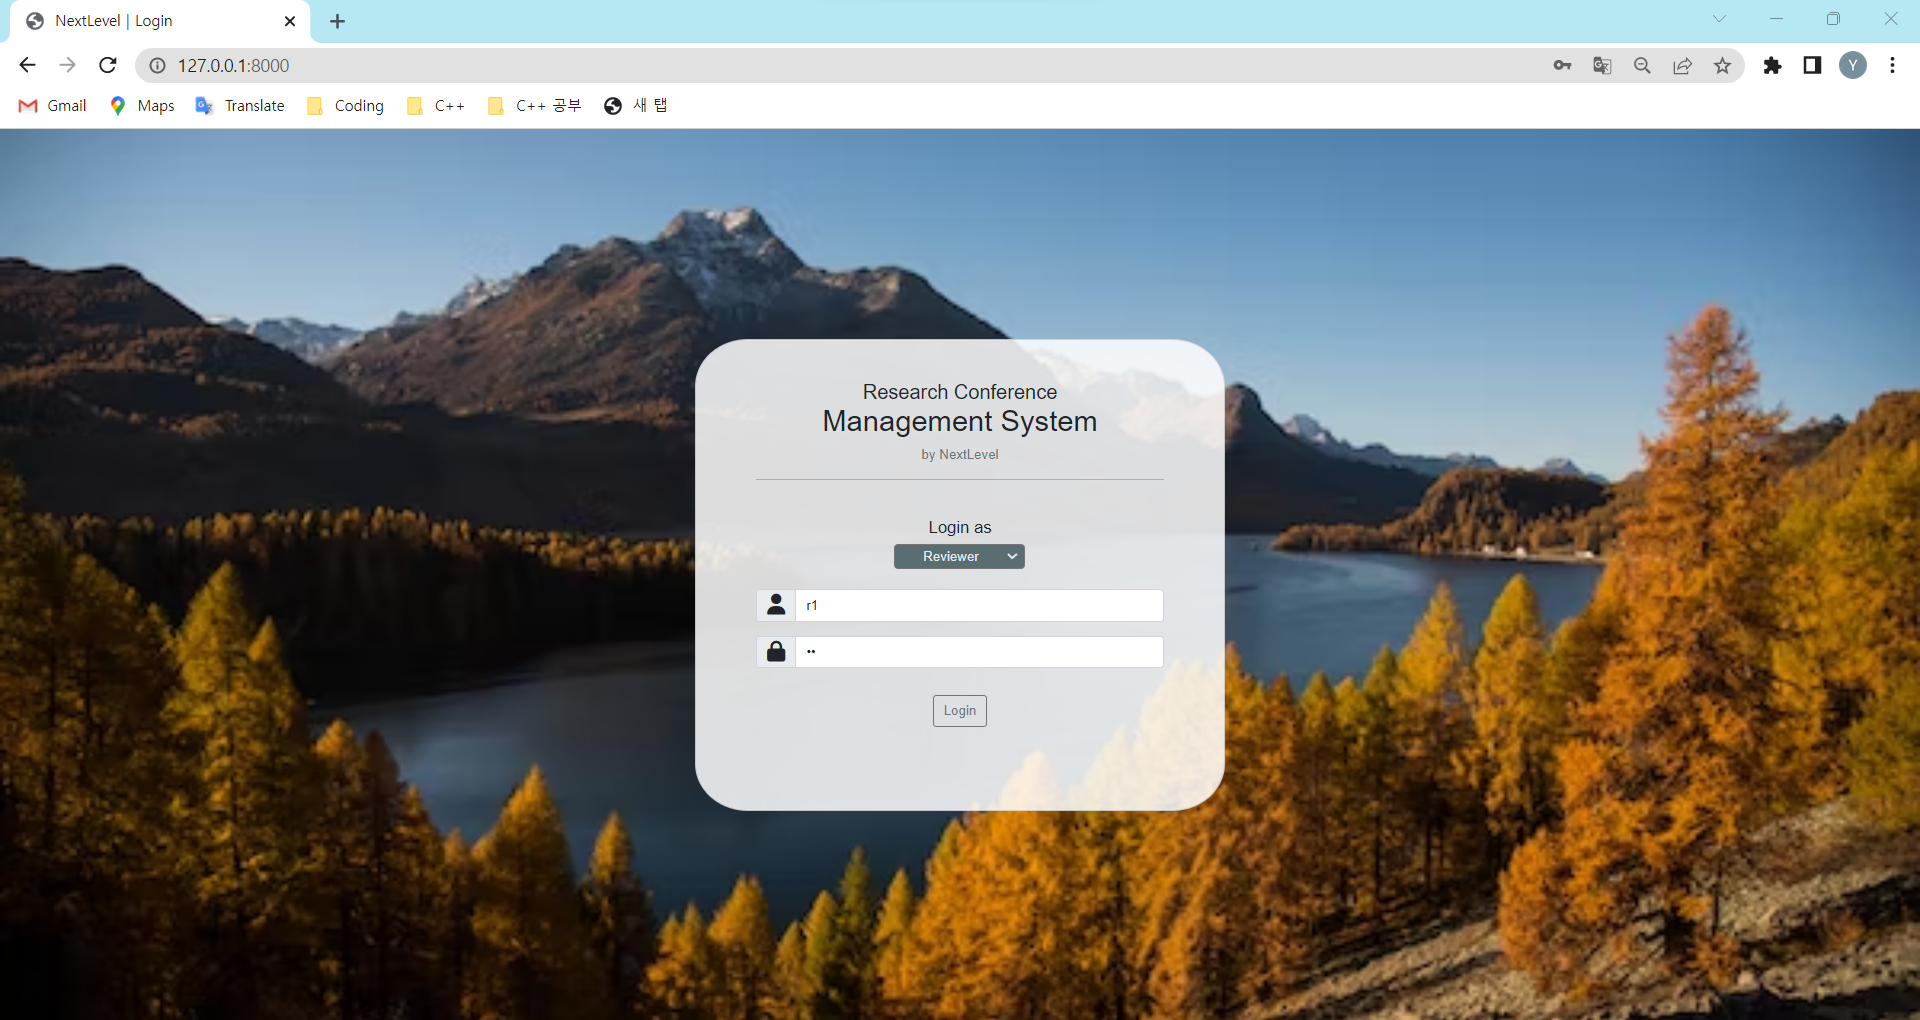 NextLevel | Login
127.0.0.1:8000
Y
Gmail
Maps
Translate
Coding
C++
C++ 공부
새 탭
Research Conference
Management System
by NextLevel
Login as
Reviewer
r1
••
Login